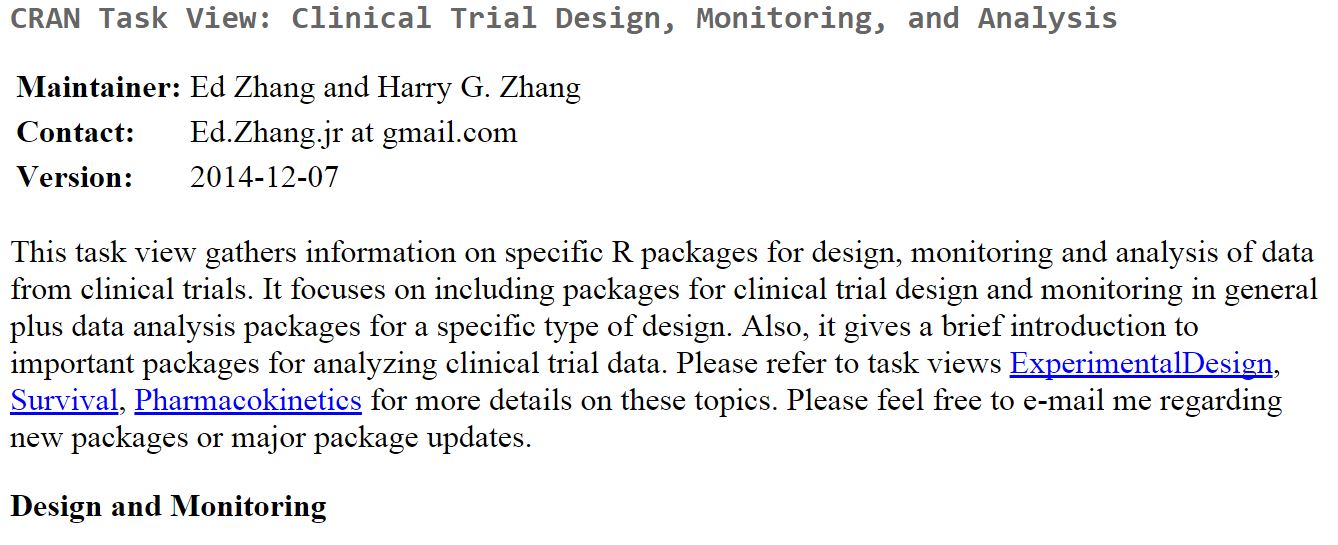 CRAN Task View: Clinical Trial Design, Monitoring, and Analysis
Maintainer: Ed Zhang and Harry G. Zhang
Contact: Ed.Zhang.jr at gmail.com
Version: 2014-12-07
This task view gathers information on specific R packages for design, monitoring and analysis of data
from clinical trials. It focuses on including packages for clinical trial design and monitoring in general
plus data analysis packages for a specific type of design. Also, it gives a brief introduction to
important packages for analyzing clinical trial data. Please refer to task views ExperimentalDesign,
Survival, Pharmacokinetics for more details on these topics. Please feel free to e-mail me regarding
new packages or major package updates.
Design and Monitoring